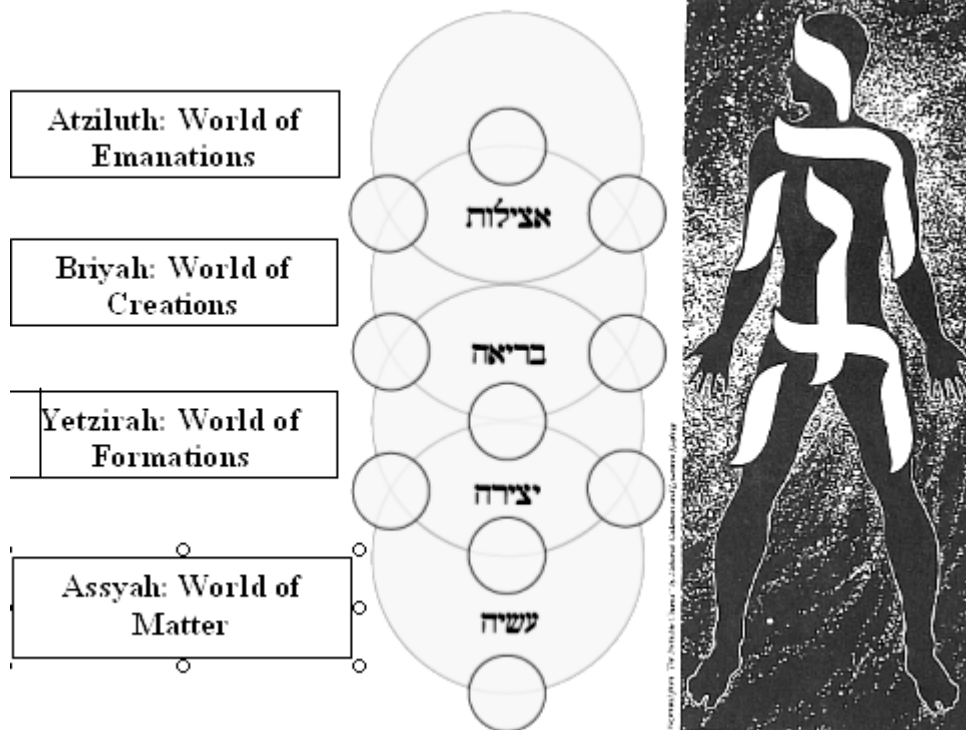 Atziluth: World of
Emanations
Briyah: World of
Creations
Yetzirah: World of
Formations
Assyah: World of
Matter
אצילות
בריאה
יצירה
עשיה
י
ה
ו
ה